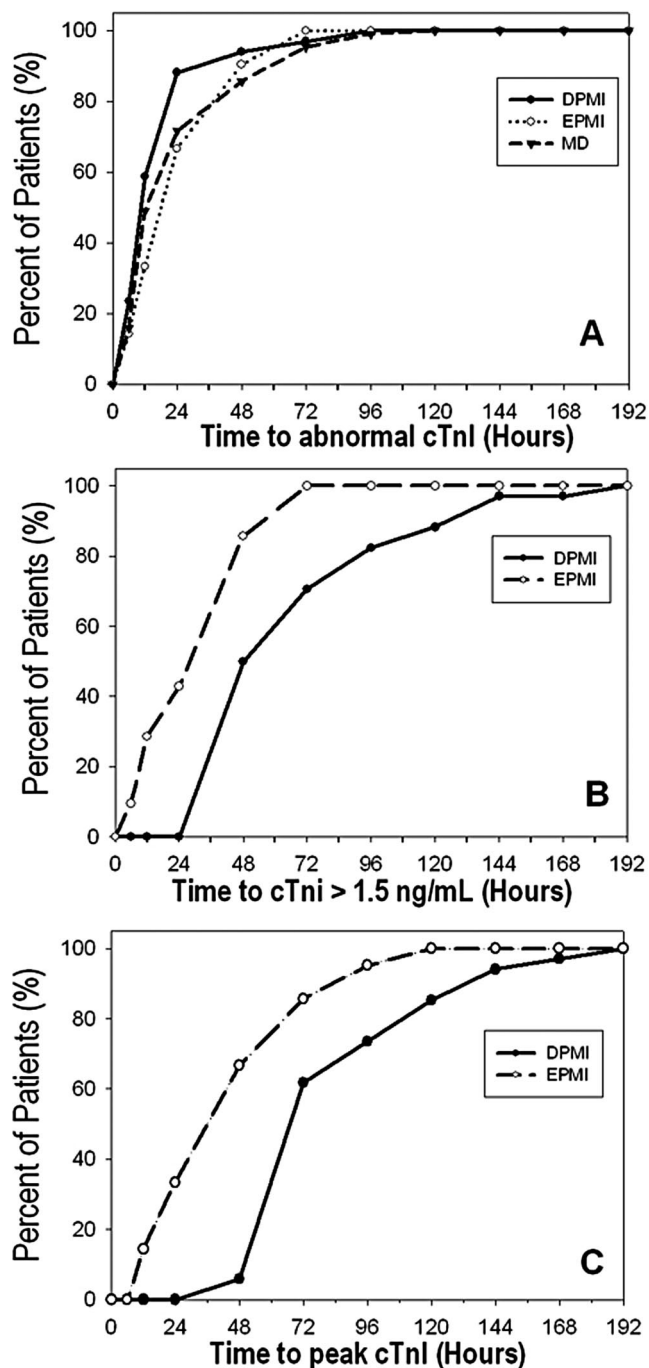 100
80
60
40
20
0
Percent of Patients (%)
DPMI
EPMI
MD
A
0 24 48 72 96 120 144 168 192
Time to abnormal cTnI (Hours)
100
80
60
40
20
0
Percent of Patients (%)
DPMI
EPMI
B
0 24 48 72 96 120 144 168 192
Time to cTni > 1.5 ng/mL (Hours)
100
80
60
40
20
0
Percent of Patients (%)
DPMI
EPMI
C
0 24 48 72 96 120 144 168 192
Time to peak cTnI (Hours)